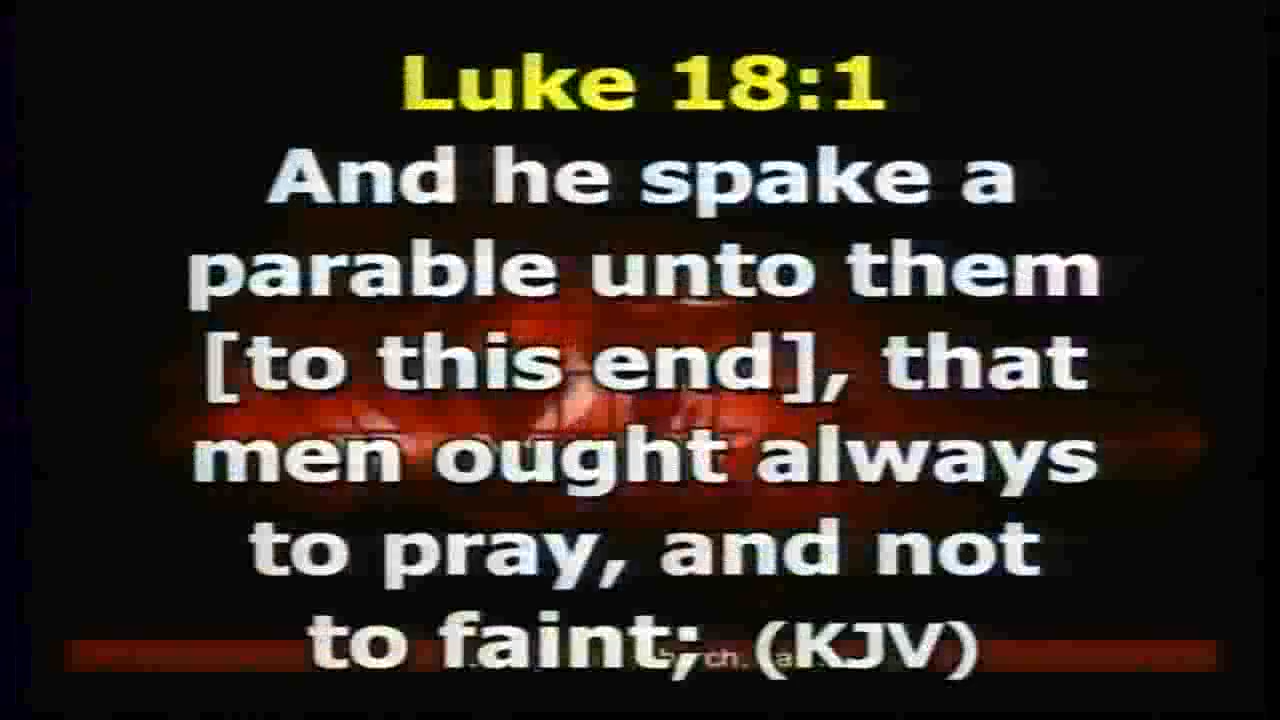 Luke 18:1
And he spake a
parable unto them
[to this end], that
men ought always
to pray, and not
to faint; (KJV)